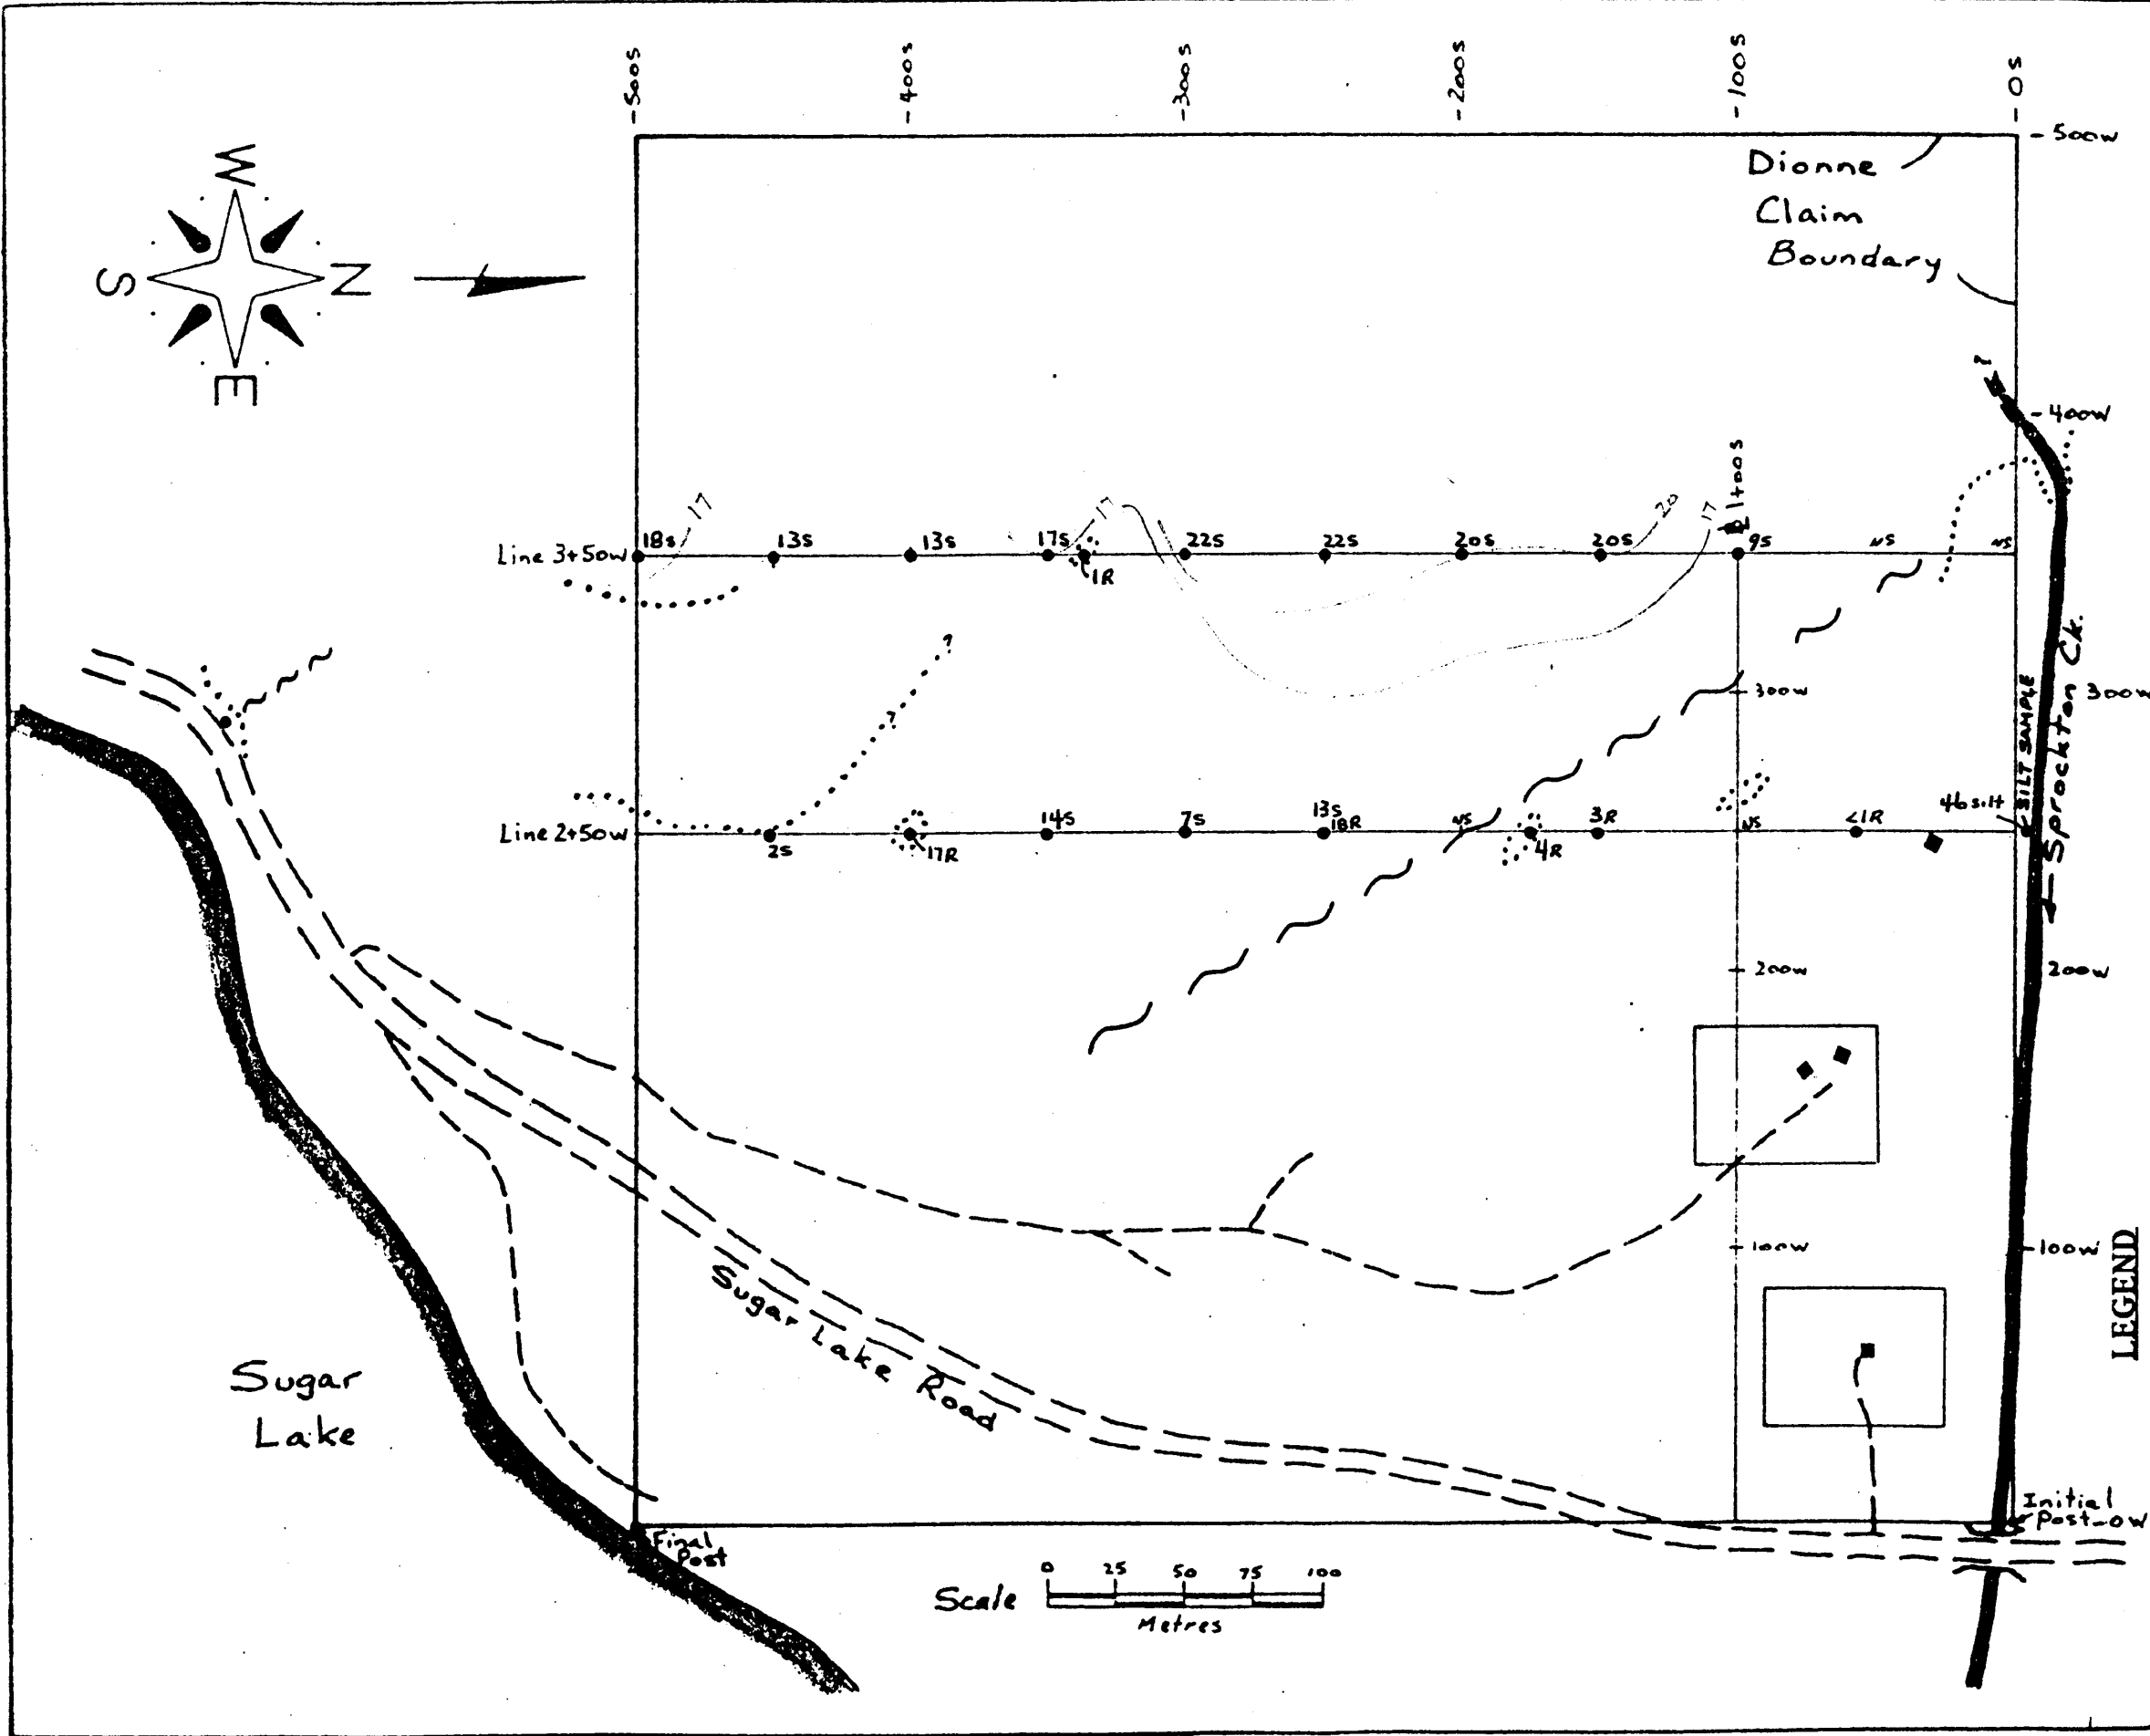 -500S
-400S
-300S
-200S
-100S
-0S
-500W
Dionne
Claim
Boundary
W
S
N
E
?
-400W
1+00S
17
17
20
17
Line 3+50W
18S
13S
13S
17S
1R
22S
22S
20S
20S
9S
NS
NS
?
?
300W
300W
SILT SAMPLE
Sprockton Ck.
46 silt
Line 2+50W
2S
17R
14S
7S
13S
18R
NS
4R
3R
NS
<1R
200W
200W
100W
-100W
LEGEND
Sugar Lake Road
Sugar
Lake
Initial
Post-0W
Final
Post
Scale
0 25 50 75 100
Metres